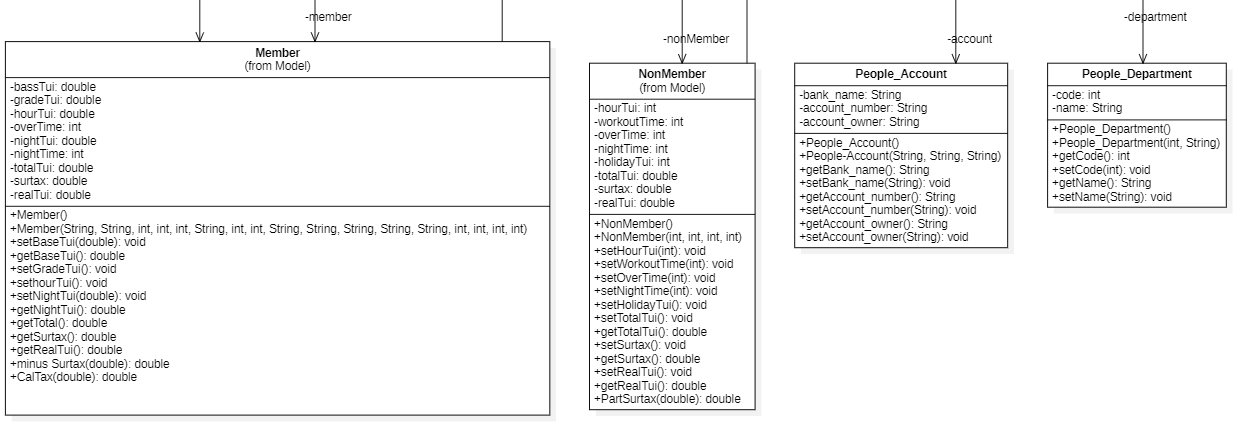 -member
-nonMember
-account
-department
Member
(from Model)
-bassTui: double
-gradeTui: double
-hourTui: double
-overTime: int
-nightTui: double
-nightTime: int
-totalTui: double
-surtax: double
-realTui: double
+Member()
+Member(String, String, int, int, int, String, int, int, String, String, String, String, String, int, int, int, int)
+setBaseTui(double): void
+getBaseTui(): double
+setGradeTui(): void
+sethourTui(): void
+setNightTui(double): void
+getNightTui(): double
+getTotal(): double
+getSurtax(): double
+getRealTui(): double
+minus Surtax(double): double
+CalTax(double): double
NonMember
(from Model)
-hourTui: int
-workoutTime: int
-overTime: int
-nightTime: int
-holidayTui: int
-totalTui: double
-surtax: double
-realTui: double
+NonMember()
+NonMember(int, int, int, int)
+setHourTui(int): void
+setWorkoutTime(int): void
+setOverTime(int): void
+setNightTime(int): void
+setHolidayTui(): void
+setTotalTui(): void
+getTotalTui(): double
+setSurtax(): void
+getSurtax(): double
+setRealTui(): void
+getRealTui(): double
+PartSurtax(double): double
People_Account
-bank_name: String
-account_number: String
-account_owner: String
+People_Account()
+People-Account(String, String, String)
+getBank_name(): String
+setBank_name(String): void
+getAccount_number(): String
+setAccount_number(String): void
+getAccount_owner(): String
+setAccount_owner(String): void
People_Department
-code: int
-name: String
+People_Department()
+People_Department(int, String)
+getCode(): int
+setCode(int): void
+getName(): String
+setName(String): void